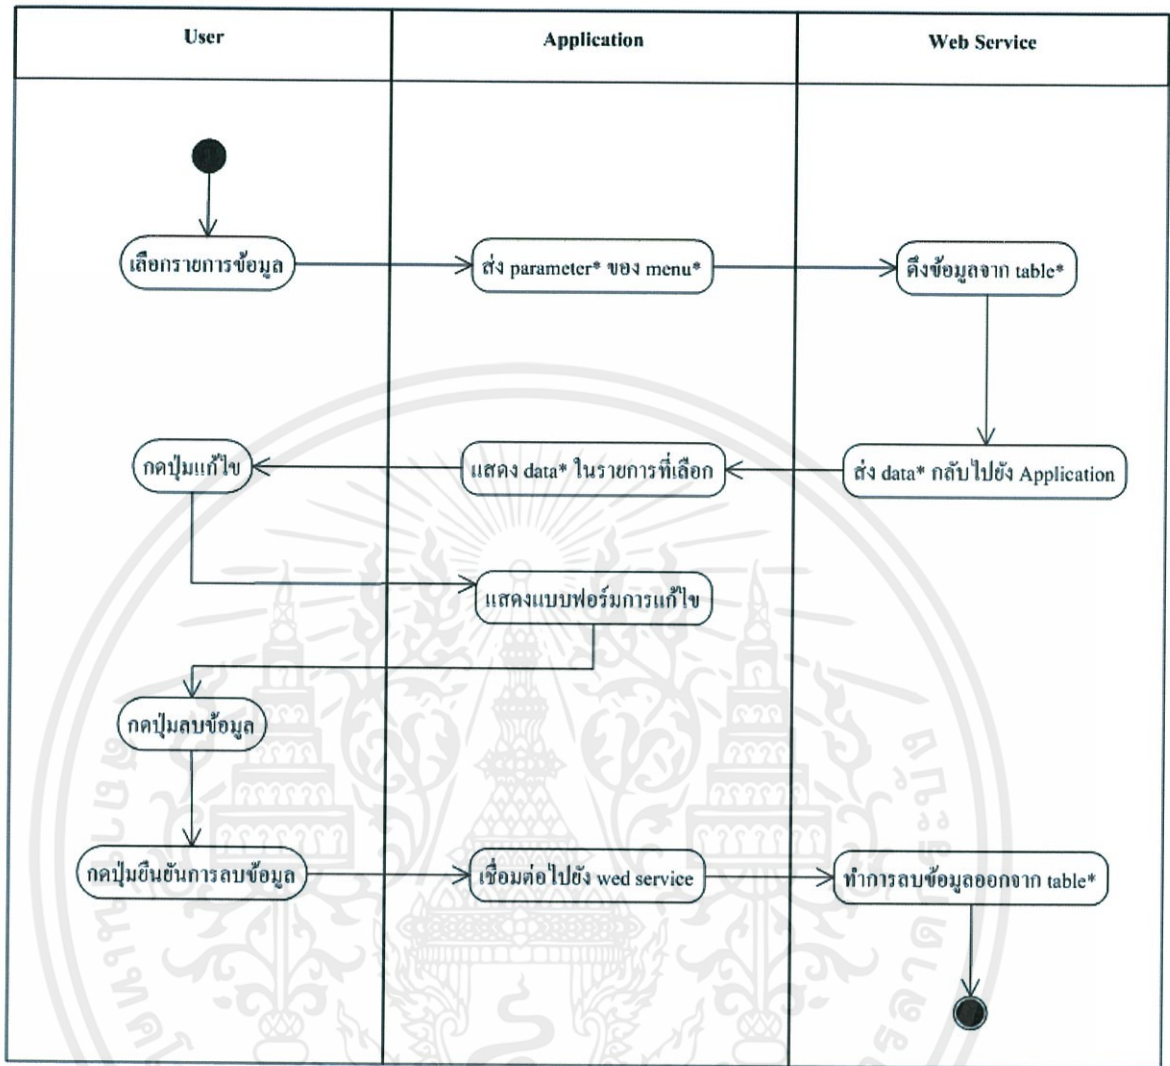 User
Application
Web Service
เลือกรายการข้อมูล
ส่ง parameter* ของ menu*
ดึงข้อมูลจาก table*
กดปุ่มแก้ไข
แสดง data* ในรายการที่เลือก
ส่ง data* กลับไปยัง Application
แสดงแบบฟอร์มการแก้ไข
กดปุ่มลบข้อมูล
กดปุ่มยืนยันการลบข้อมูล
เชื่อมต่อไปยัง wed service
ทำการลบข้อมูลออกจาก table*